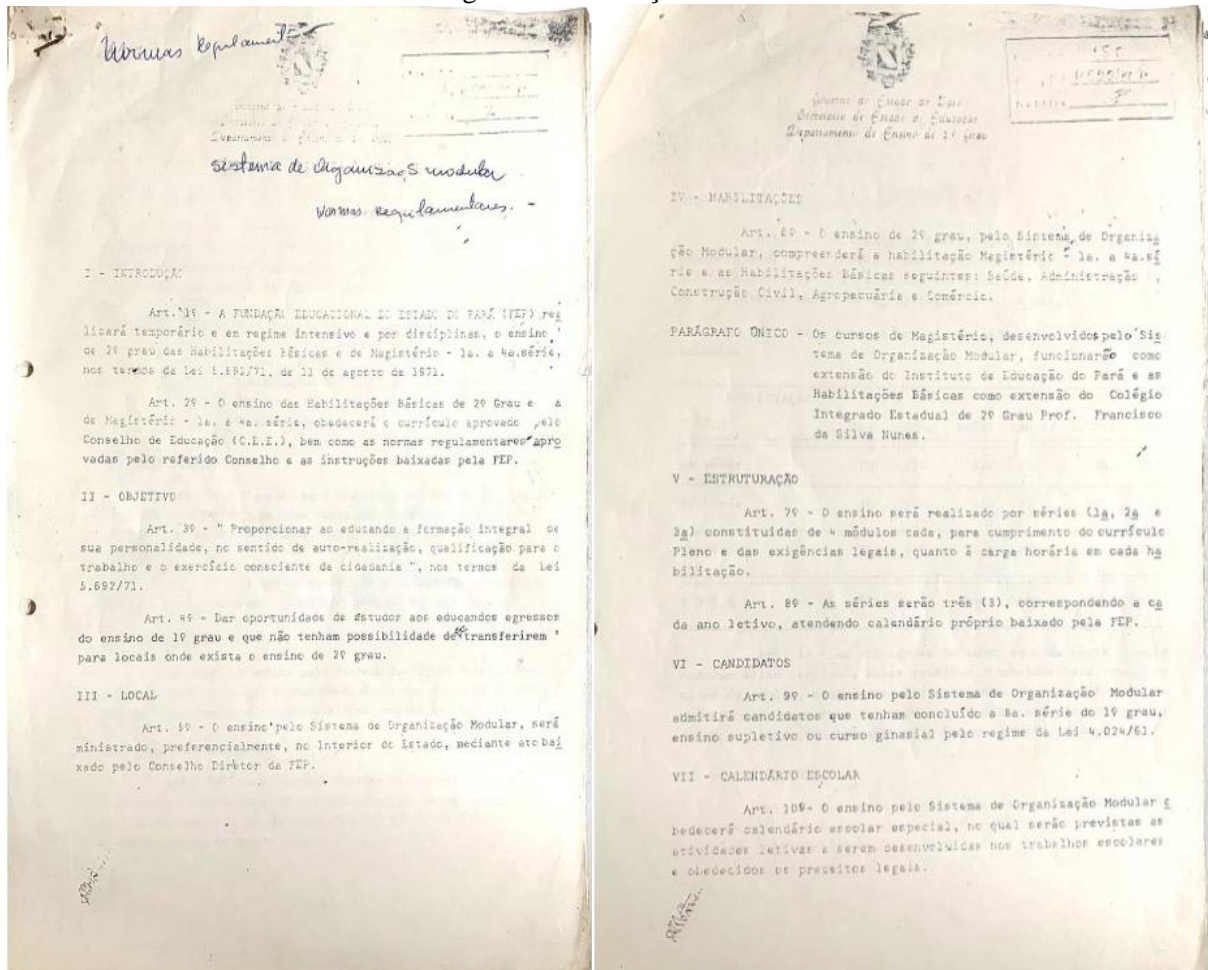 Normas Regulament
Departamento de
Sistema de Organização modular
Normas Regulamentares. -
I - INTRODUÇÃO
Art. 1º - A FUNDAÇÃO EDUCACIONAL DO ESTADO DO PARÁ (FEP) rea
lizará temporário e em regime intensivo e por disciplinas, o ensino
de 2º grau das Habilitações Básicas e de Magistério - 1a. a 4a.série,
nos termos da Lei 5.692/71, de 11 de agosto de 1971.
Art. 2º - O ensino das Habilitações Básicas de 2º Grau e a
de Magistério - 1a. a 4a. série, obedecerá o currículo aprovado pelo
Conselho de Educação (C.E.E.), bem como as normas regulamentares apro
vadas pelo referido Conselho e as instruções baixadas pela FEP.
II - OBJETIVO
Art. 3º - " Proporcionar ao educando a formação integral de
sua personalidade, no sentido de auto-realização, qualificação para o
trabalho e o exercício consciente da cidadania ", nos termos da Lei
5.692/71.
Art. 4º - Dar oportunidade de Estudos aos educandos egressos
do ensino de 1º grau e que não tenham possibilidade de se transferirem
para locais onde exista o ensino de 2º grau.
III - LOCAL
Art. 5º - O ensino pelo Sistema de Organização Modular, será
ministrado, preferencialmente, no Interior do Estado, mediante ato bai
xado pelo Conselho Diretor da FEP.
Governo do Estado do Pará
Secretaria de Estado de Educação
Departamento de Ensino de 2º Grau
IV - HABILITAÇÕES
Art. 6º - O ensino de 2º grau, pelo Sistema de Organiza
ção Modular, compreenderá a habilitação Magistério - 1a. a 4a.sé
rie e as Habilitações Básicas seguintes: Saúde, Administração ,
Construção Civil, Agropecuária e Comércio.
PARÁGRAFO ÚNICO - Os cursos de Magistério, desenvolvidos pelo Sis
tema de Organização Modular, funcionarão como
extensão do Instituto de Educação do Pará e as
Habilitações Básicas como extensão do Colégio
Integrado Estadual de 2º Grau Prof. Francisco
da Silva Nunes.
V - ESTRUTURAÇÃO
Art. 7º - O ensino será realizado por séries (1a, 2a e
3a) constituídas de 4 módulos cada, para cumprimento do currículo
Pleno e das exigências legais, quanto à carga horária em cada ha
bilitação.
Art. 8º - As séries serão três (3), correspondendo a ca
da ano letivo, atendendo calendário próprio baixado pela FEP.
VI - CANDIDATOS
Art. 9º - O ensino pelo Sistema de Organização Modular
admitirá candidatos que tenham concluído a 8a. série do 1º grau,
ensino supletivo ou curso ginasial pelo regime da Lei 4.024/61.
VII - CALENDÁRIO ESCOLAR
Art. 10º- O ensino pelo Sistema de Organização Modular o
bedecerá calendário escolar especial, no qual serão previstas as
atividades letivas a serem desenvolvidas nos trabalhos escolares
e obedecidos os preceitos legais.